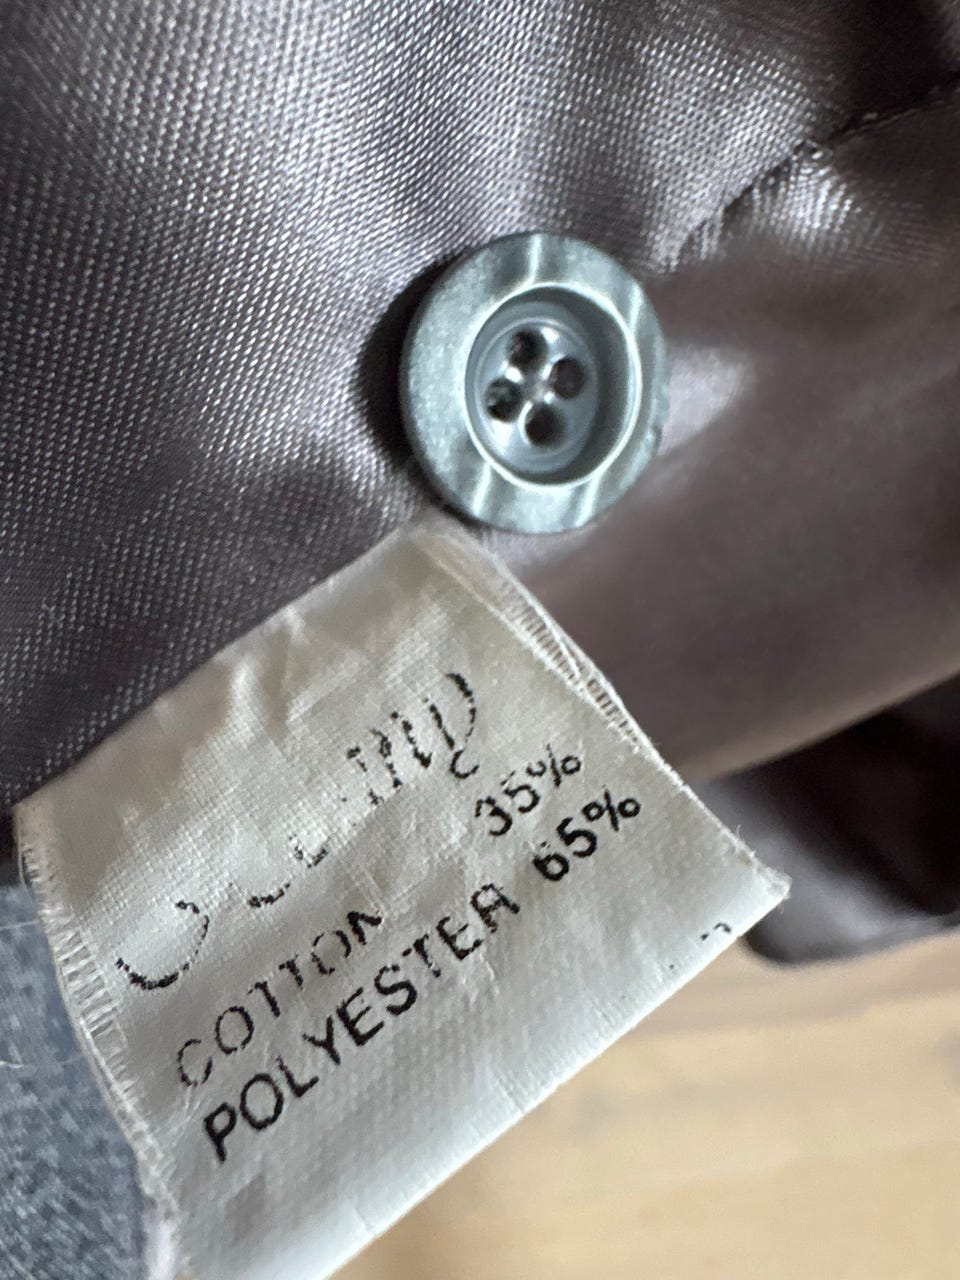 COTTON 35%
POLYESTER 65%